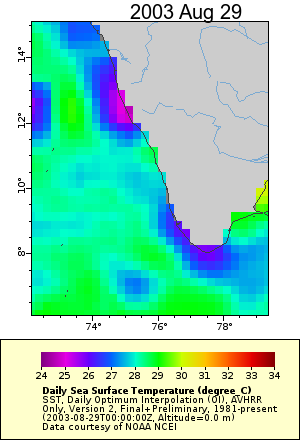 2003 Aug 29
14°
12°
10°
8°
74°
76°
78°
24 25 26 27 28 29 30 31 32 33 34
Daily Sea Surface Temperature (degree_C)
SST, Daily Optimum Interpolation (OI), AVHRR
Only, Version 2, Final+Preliminary, 1981-present
(2003-08-29T00:00:00Z, Altitude=0.0 m)
Data courtesy of NOAA NCEI